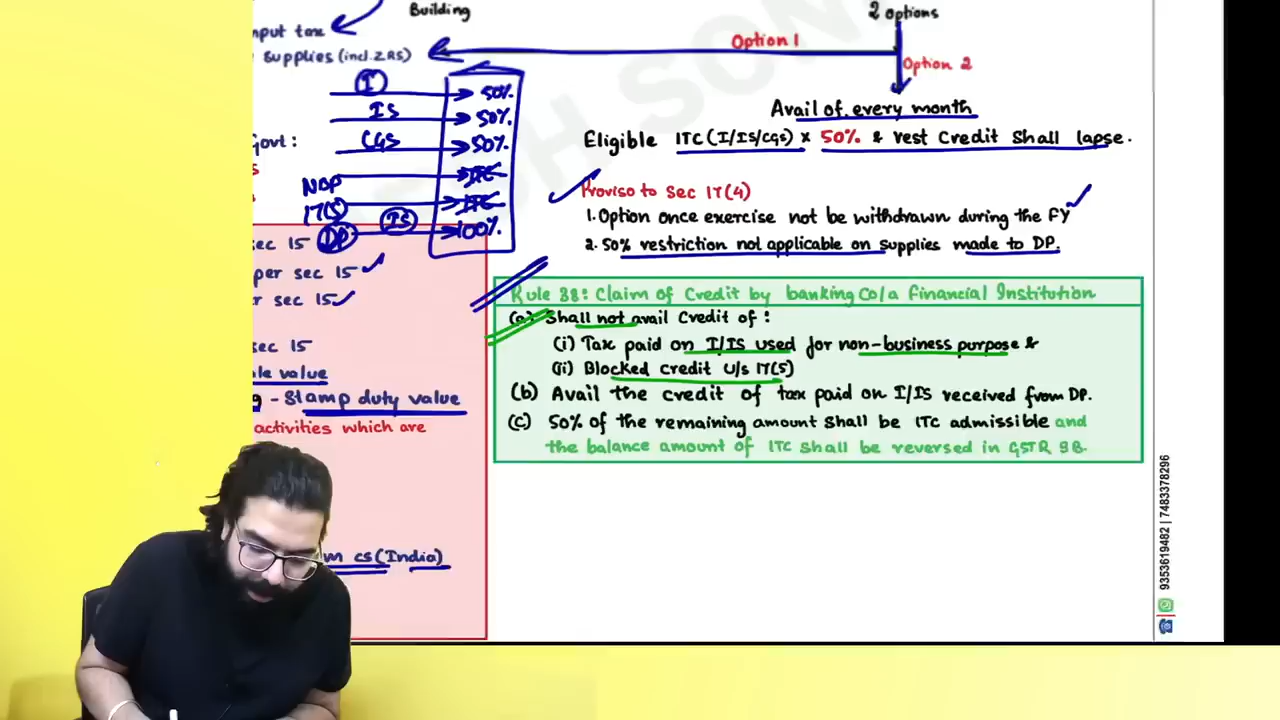 Building
2 Options
nput tax
Option 1
supplies (incl. ZRS)
Option 2
I
50%.
IS
50%.
CGS
50%.
ITC
NBP
17(5)
ITC
DP
IS
100%.
Govt:
Avail of. every month
Eligible ITC (I/IS/CGS) x 50% & rest Credit Shall lapse.
Proviso to Sec 17(4)
1. Option once exercise not be withdrawn during the FY
2. 50% restriction not applicable on supplies made to DP.
sec 15
per sec 15
r sec 15
sec 15
le value
g - Stamp duty value
activities which are
m cs (India)
Rule 38: Claim of Credit by banking Co/a Financial Institution
(a) Shall not avail Credit of :
(i) Tax paid on I/IS used for non-business purpose &
(ii) Blocked credit u/s 17(5)
(b) Avail the credit of tax paid on I/IS received from DP.
(c) 50% of the remaining amount shall be ITC admissible and
the balance amount of ITC shall be reversed in GSTR 3B.
9353619482 | 7483378296